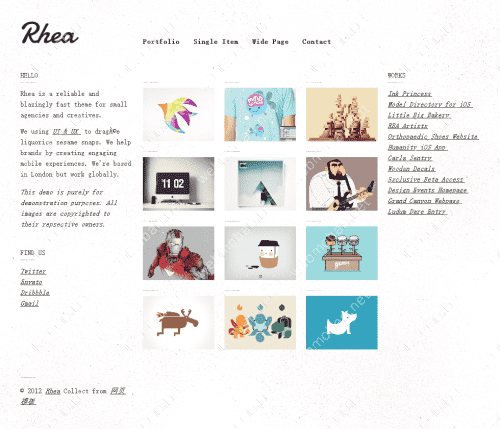 Rhea
Portfolio Single Item Wide Page Contact
HELLO
Rhea is a reliable and
blazingly fast theme for small
agencies and creatives.
We using UI & UX to
liquorice sesame snaps. We help
brands by creating engaging
mobile experiences. We're based
in London but work globally.
This demo is purely for
demonstration purposes. All
images are copyrighted to
their repsective owners.
FIND US
Twitter
Envato
Dribbble
Gmail
11 02
WORKS
Ink Princess
Model Directory for iOS
Little Big Bakery
RBA Artists
Orthopaedic Shoes Website
Humanity iOS App
Carla Sentry
Wooden Decals
Exclusive Beta Access
Design Events Homepage
Grand Canyon Webpage
Ludum Dare Entry
© 2012 Rhea Collect from 网页
模板